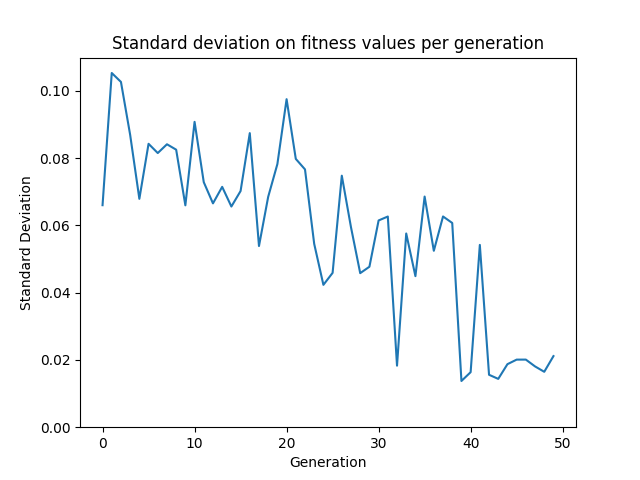 Standard deviation on fitness values per generation
0.10
0.08
0.06
0.04
0.02
0.00
Standard Deviation
0 10 20 30 40 50
Generation